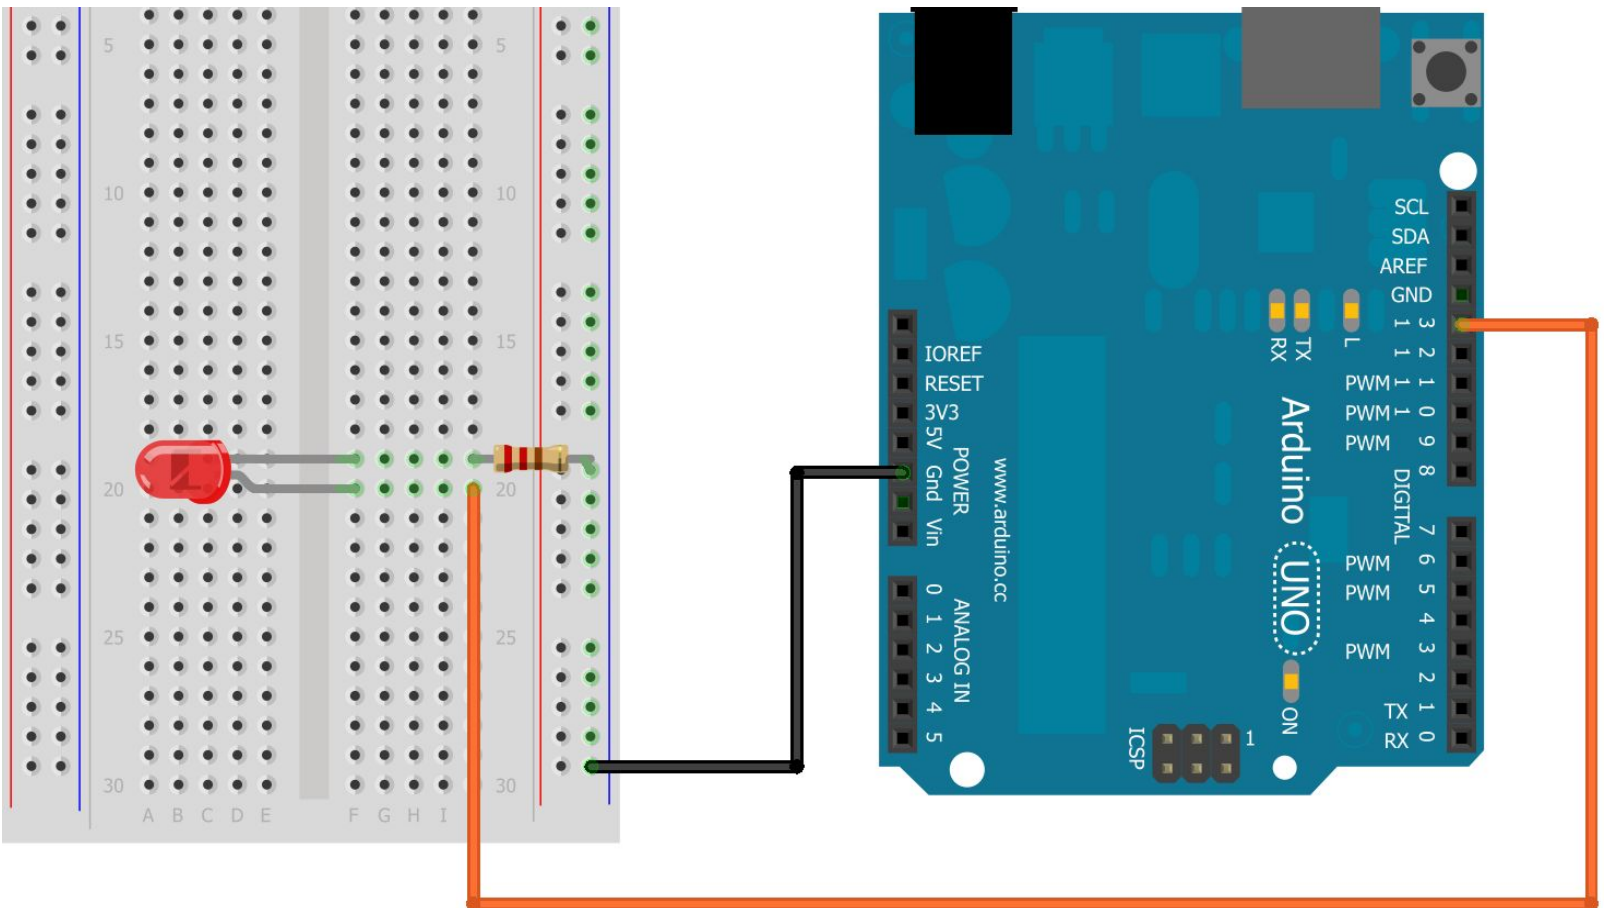 5
5
10
10
15
15
20
20
25
25
30
30
A B C D E
F G H I
SCL
SDA
AREF
GND
13
12
PWM 11
PWM 10
PWM 9
8
DIGITAL
7
PWM 6
PWM 5
4
PWM 3
2
TX 1
RX 0
RX
TX
L
IOREF
RESET
3V3
5V
Gnd
Vin
POWER
www.arduino.cc
0
1
2
3
4
5
ANALOG IN
Arduino
UNO
ON
ICSP
1